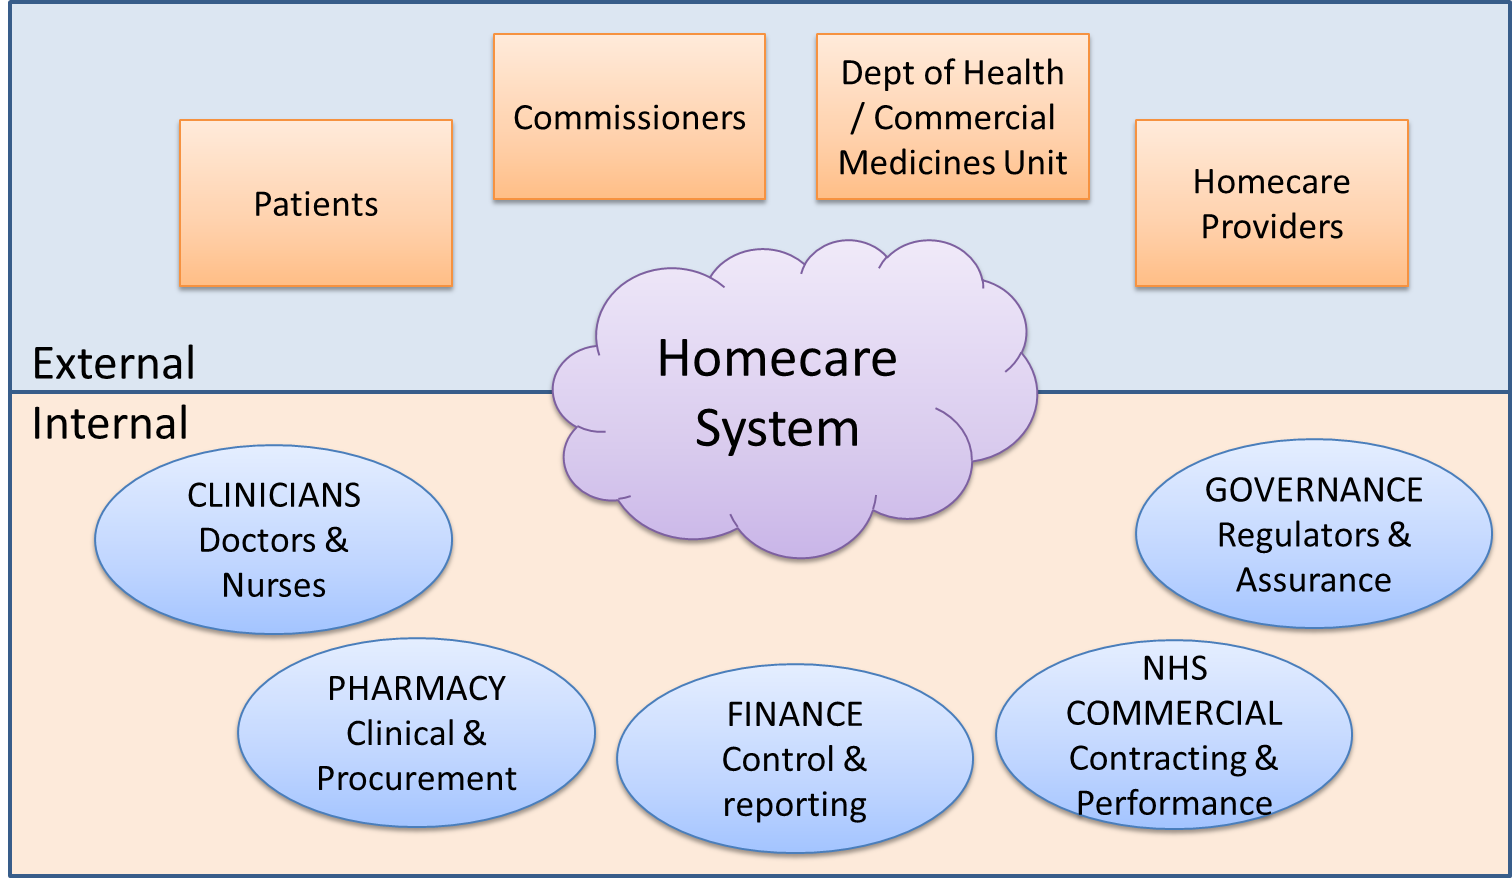 Patients
Commissioners
Dept of Health
/ Commercial
Medicines Unit
Homecare
Providers
External
Homecare
System
Internal
CLINICIANS
Doctors &
Nurses
PHARMACY
Clinical &
Procurement
FINANCE
Control &
reporting
NHS
COMMERCIAL
Contracting &
Performance
GOVERNANCE
Regulators &
Assurance